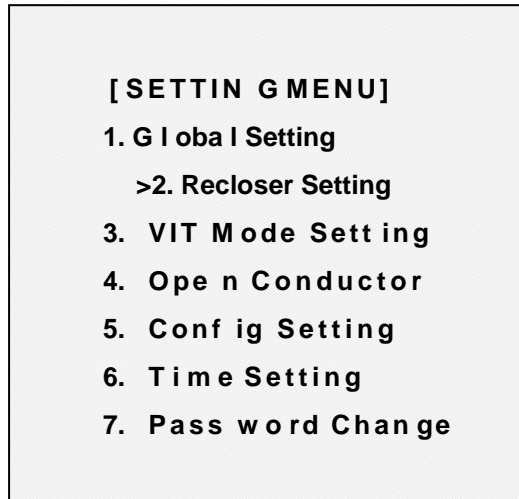 [ SETTIN G MENU]
1. G l oba l Setting
>2. Recloser Setting
3. VIT M ode Sett ing
4. Ope n Conductor
5. Conf ig Setting
6. T i m e Setting
7. Pass w o rd Chan ge